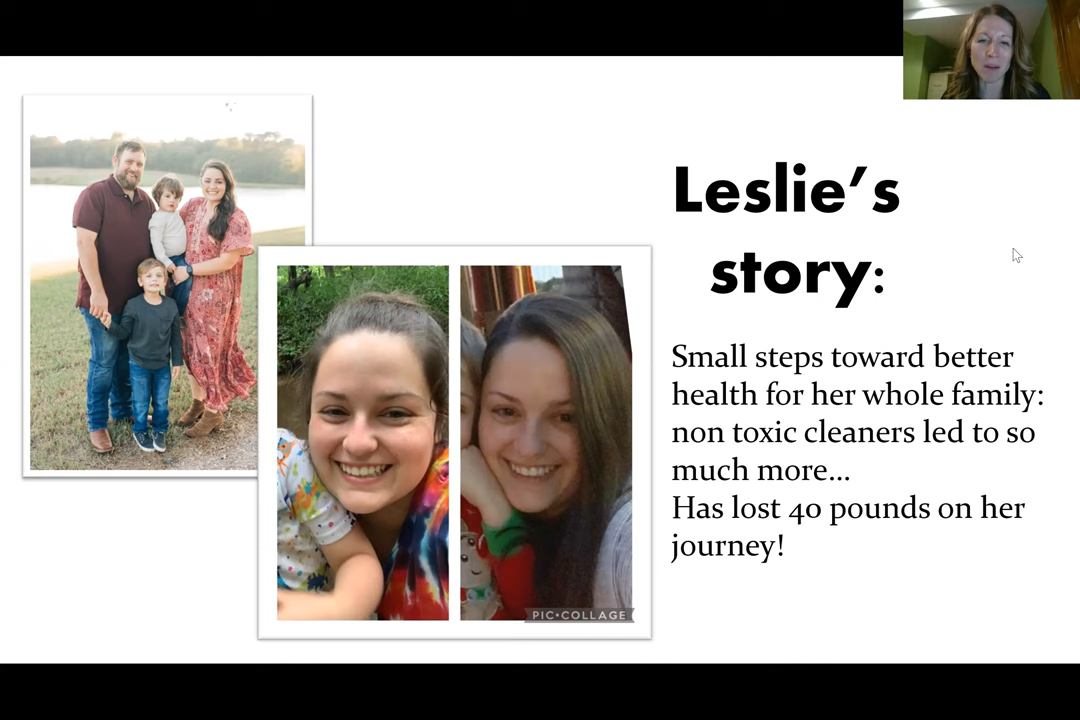 Leslie’s
story:
Small steps toward better
health for her whole family:
non toxic cleaners led to so
much more...
Has lost 40 pounds on her
journey!
PIC•COLLAGE